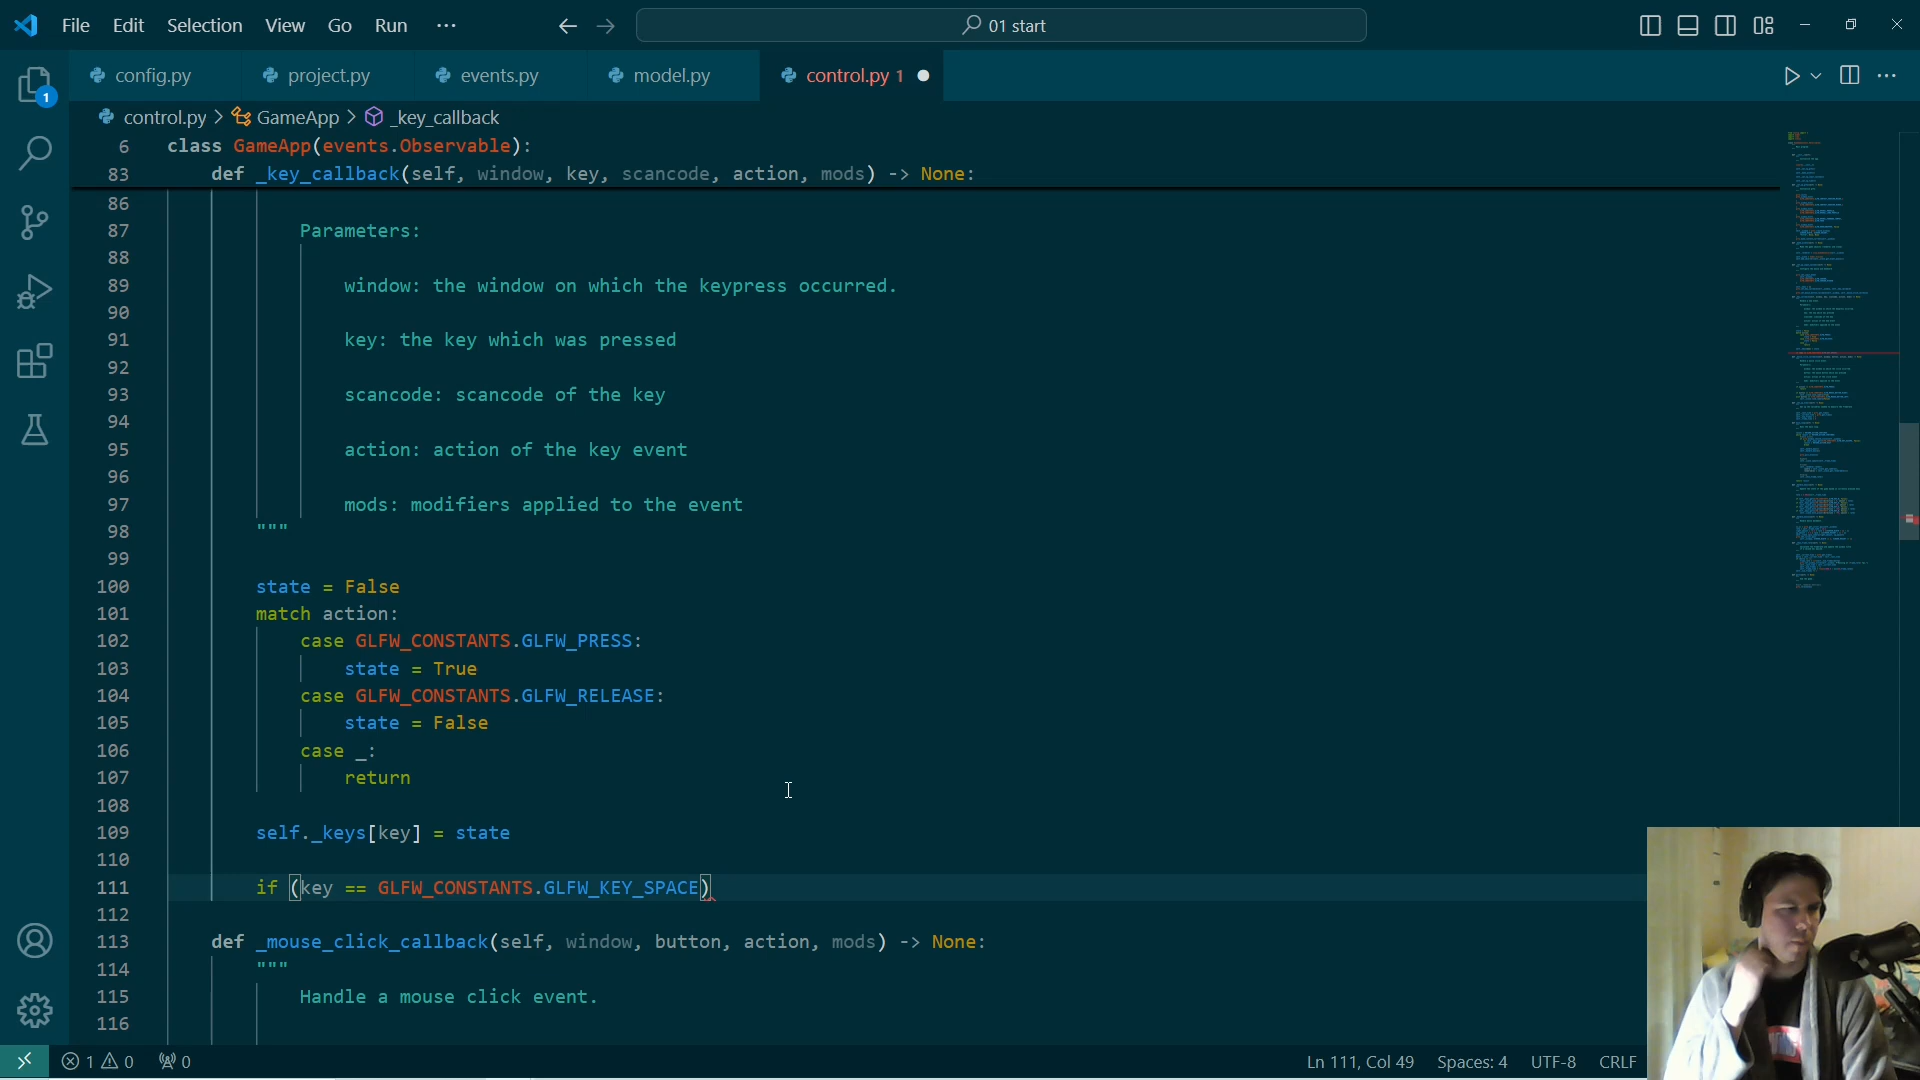 File Edit Selection View Go Run ··· 01 start
config.py project.py events.py model.py control.py 1
1
control.py > GameApp > _key_callback
6 class GameApp(events.Observable):
83 def _key_callback(self, window, key, scancode, action, mods) -> None:
86
87 Parameters:
88
89 window: the window on which the keypress occurred.
90
91 key: the key which was pressed
92
93 scancode: scancode of the key
94
95 action: action of the key event
96
97 mods: modifiers applied to the event
98 """
99
100 state = False
101 match action:
102 case GLFW_CONSTANTS.GLFW_PRESS:
103 state = True
104 case GLFW_CONSTANTS.GLFW_RELEASE:
105 state = False
106 case _:
107 return
108
109 self._keys[key] = state
110
111 if (key == GLFW_CONSTANTS.GLFW_KEY_SPACE)
112
113 def _mouse_click_callback(self, window, button, action, mods) -> None:
114 """
115 Handle a mouse click event.
116
1 0 0 Ln 111, Col 49 Spaces: 4 UTF-8 CRLF